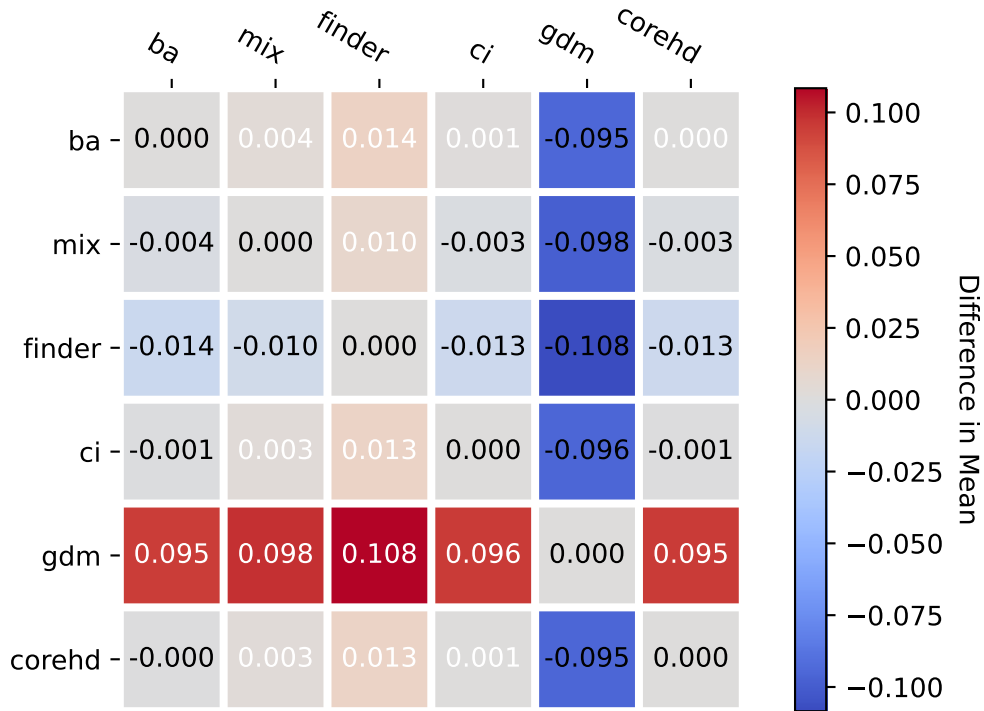 ba mix finder ci gdm corehd
ba 0.000 0.004 0.014 0.001 -0.095 0.000
mix -0.004 0.000 0.010 -0.003 -0.098 -0.003
finder -0.014 -0.010 0.000 -0.013 -0.108 -0.013
ci -0.001 0.003 0.013 0.000 -0.096 -0.001
gdm 0.095 0.098 0.108 0.096 0.000 0.095
corehd -0.000 0.003 0.013 0.001 -0.095 0.000
0.100
0.075
0.050
0.025
0.000
−0.025
−0.050
−0.075
−0.100
Difference in Mean